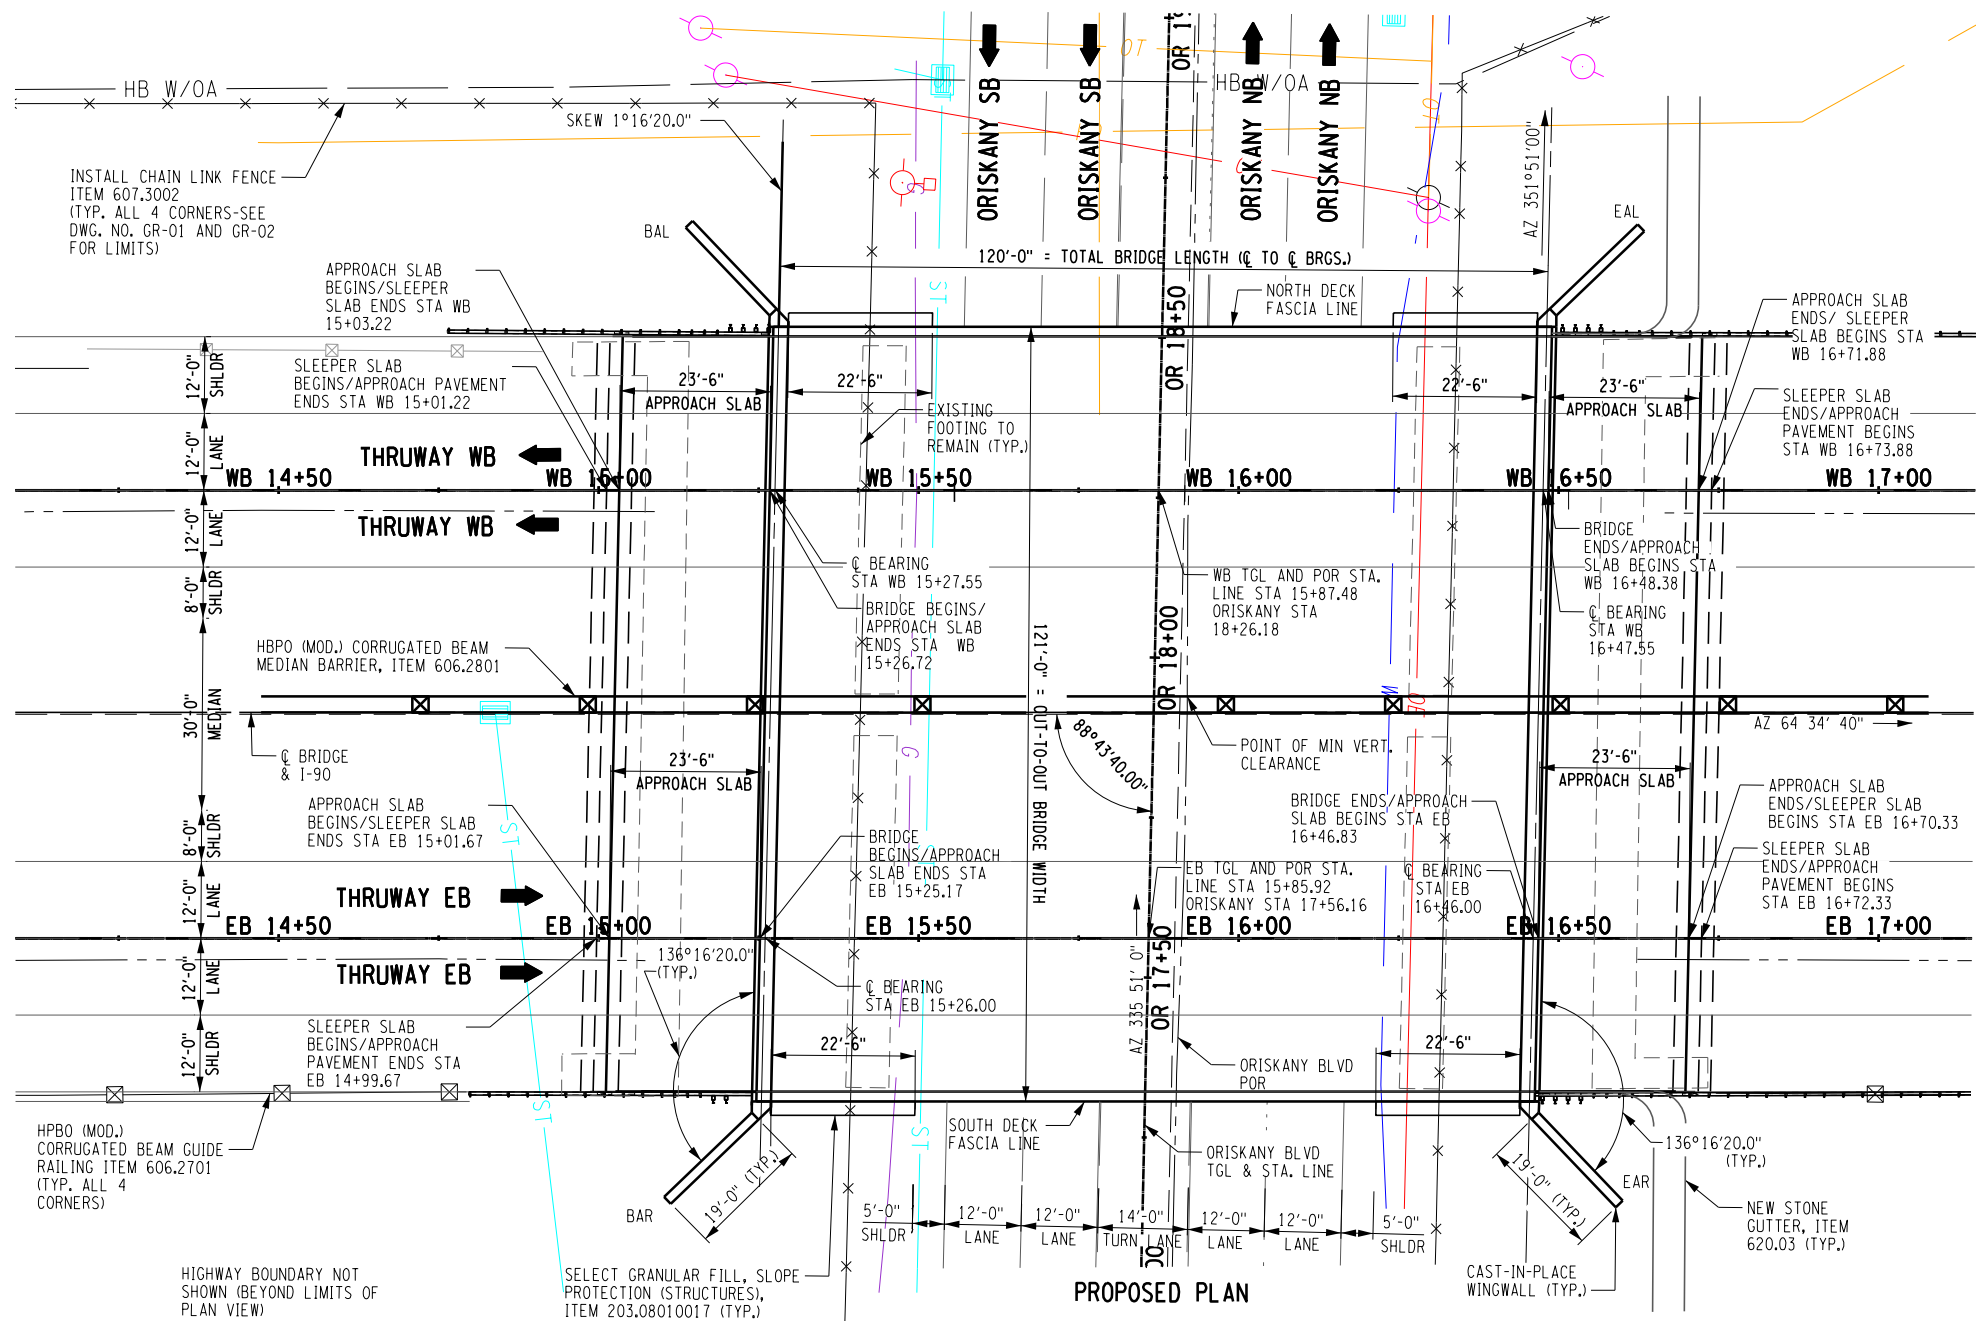 HB W/OA
HB W/OA
OT
OR 19
ORISKANY SB
ORISKANY SB
ORISKANY NB
ORISKANY NB
SKEW 1°16'20.0"
AZ 351°51'00"
INSTALL CHAIN LINK FENCE
ITEM 607.3002
(TYP. ALL 4 CORNERS-SEE
DWG. NO. GR-01 AND GR-02
FOR LIMITS)
BAL
EAL
120'-0" = TOTAL BRIDGE LENGTH (℄ TO ℄ BRGS.)
APPROACH SLAB
BEGINS/SLEEPER
SLAB ENDS STA WB
15+03.22
ST
OR 18+50
NORTH DECK
FASCIA LINE
APPROACH SLAB
ENDS/ SLEEPER
SLAB BEGINS STA
WB 16+71.88
12'-0"
SHLDR
SLEEPER SLAB
BEGINS/APPROACH PAVEMENT
ENDS STA WB 15+01.22
23'-6"
APPROACH SLAB
22'-6"
22'-6"
23'-6"
APPROACH SLAB
EXISTING
FOOTING TO
REMAIN (TYP.)
SLEEPER SLAB
ENDS/APPROACH
PAVEMENT BEGINS
STA WB 16+73.88
12'-0"
LANE
THRUWAY WB
WB 14+50
WB 15+00
WB 15+50
WB 16+00
WB 16+50
WB 17+00
THRUWAY WB
12'-0"
LANE
℄ BEARING
STA WB 15+27.55
WB TGL AND POR STA.
LINE STA 15+87.48
ORISKANY STA
18+26.18
BRIDGE
ENDS/APPROACH
SLAB BEGINS STA
WB 16+48.38
8'-0"
SHLDR
BRIDGE BEGINS/
APPROACH SLAB
ENDS STA WB
15+26.72
℄ BEARING
STA WB
16+47.55
HBPO (MOD.) CORRUGATED BEAM
MEDIAN BARRIER, ITEM 606.2801
121'-0" = OUT-TO-OUT BRIDGE WIDTH
OR 18+00
W
OE
30'-0"
MEDIAN
AZ 64 34' 40"
℄ BRIDGE
& I-90
G
88°43'40.00"
POINT OF MIN VERT.
CLEARANCE
23'-6"
APPROACH SLAB
23'-6"
APPROACH SLAB
APPROACH SLAB
BEGINS/SLEEPER SLAB
ENDS STA EB 15+01.67
ST
8'-0"
SHLDR
BRIDGE
BEGINS/APPROACH
SLAB ENDS STA
EB 15+25.17
BRIDGE ENDS/APPROACH
SLAB BEGINS STA EB
16+46.83
APPROACH SLAB
ENDS/SLEEPER SLAB
BEGINS STA EB 16+70.33
EB TGL AND POR STA.
LINE STA 15+85.92
ORISKANY STA 17+56.16
℄ BEARING
STA EB
16+46.00
SLEEPER SLAB
ENDS/APPROACH
PAVEMENT BEGINS
STA EB 16+72.33
12'-0"
LANE
THRUWAY EB
EB 14+50
EB 15+00
EB 15+50
EB 16+00
EB 16+50
EB 17+00
THRUWAY EB
12'-0"
LANE
136°16'20.0"
(TYP.)
℄ BEARING
STA EB 15+26.00
AZ 335 51' 0"
OR 17+50
SLEEPER SLAB
BEGINS/APPROACH
PAVEMENT ENDS STA
EB 14+99.67
12'-0"
SHLDR
22'-6"
22'-6"
ORISKANY BLVD
POR
ST
ST
HPBO (MOD.)
CORRUGATED BEAM GUIDE
RAILING ITEM 606.2701
(TYP. ALL 4
CORNERS)
SOUTH DECK
FASCIA LINE
ORISKANY BLVD
TGL & STA. LINE
136°16'20.0"
(TYP.)
19'-0" (TYP.)
19'-0" (TYP.)
BAR
EAR
5'-0"
SHLDR
12'-0"
LANE
12'-0"
LANE
14'-0"
TURN LANE
12'-0"
LANE
12'-0"
LANE
5'-0"
SHLDR
NEW STONE
GUTTER, ITEM
620.03 (TYP.)
HIGHWAY BOUNDARY NOT
SHOWN (BEYOND LIMITS OF
PLAN VIEW)
SELECT GRANULAR FILL, SLOPE
PROTECTION (STRUCTURES),
ITEM 203.08010017 (TYP.)
PROPOSED PLAN
CAST-IN-PLACE
WINGWALL (TYP.)